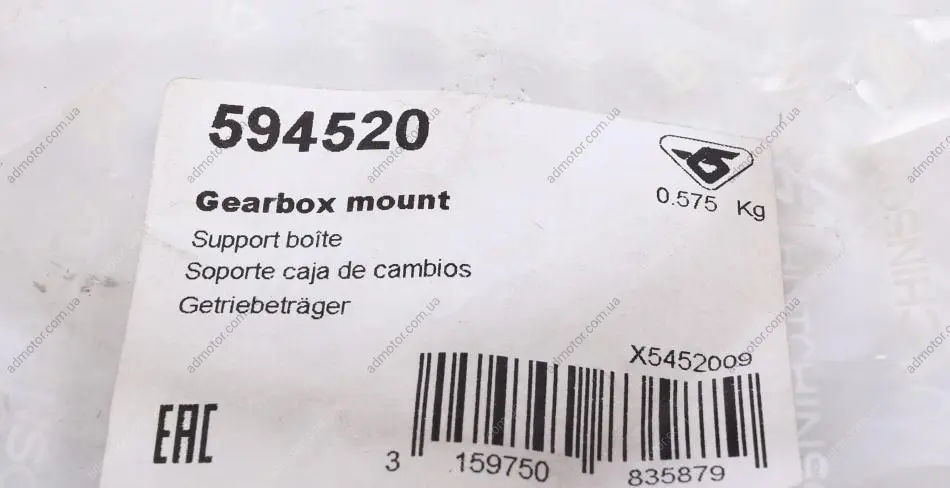 594520
Gearbox mount
0.575 Kg
Support boîte
Soporte caja de cambios
Getriebeträger
X5452009
EAC
3 159750 835879
admotor.com.ua